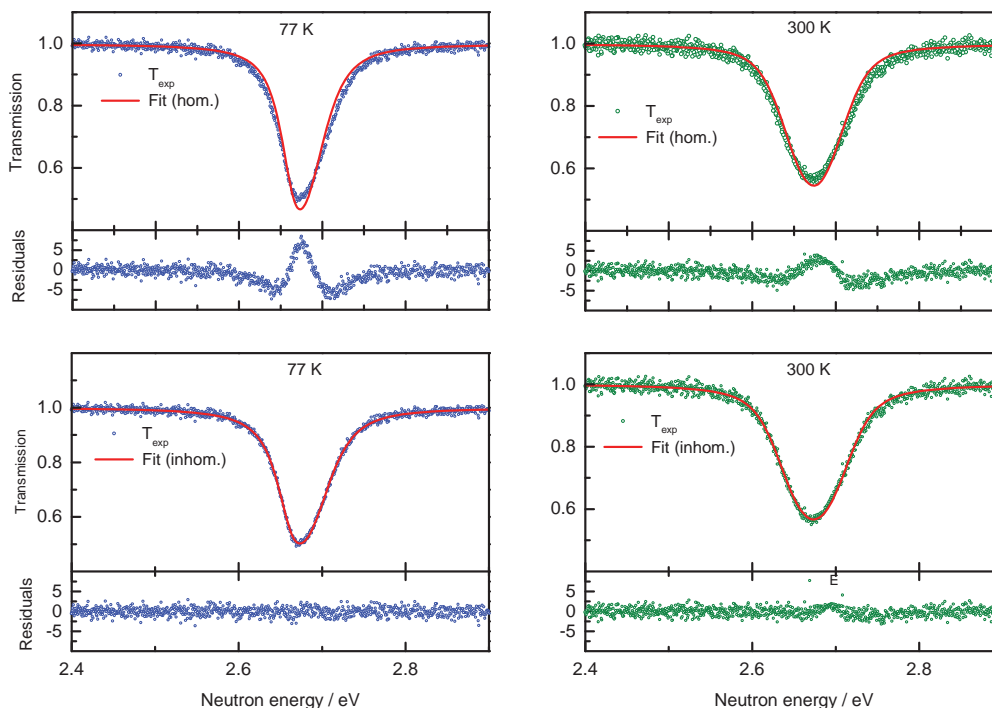 77 K
1.0
0.8
0.6
Transmission
T_exp
Fit (hom.)
5
0
-5
Residuals
300 K
1.0
0.8
0.6
T_exp
Fit (hom.)
5
0
-5
77 K
1.0
0.8
0.6
Transmission
T_exp
Fit (inhom.)
5
0
-5
Residuals
2.4
2.6
2.8
Neutron energy / eV
300 K
1.0
0.8
0.6
T_exp
Fit (inhom.)
E
5
0
-5
2.4
2.6
2.8
Neutron energy / eV